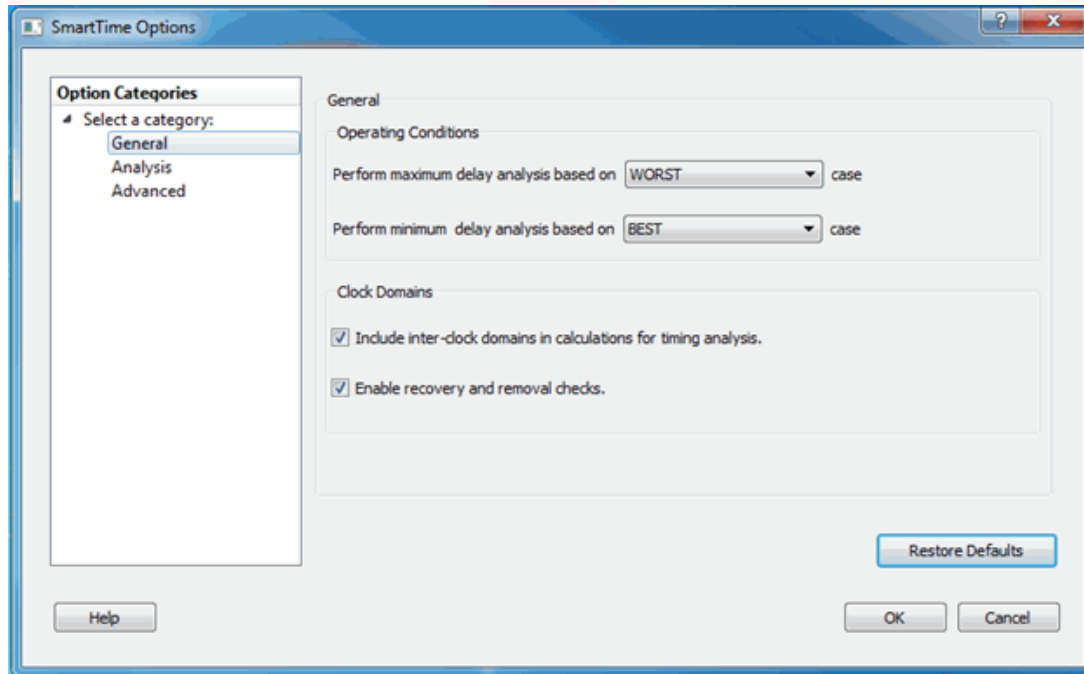 SmartTime Options
Option Categories
Select a category:
General
Analysis
Advanced
General
Operating Conditions
Perform maximum delay analysis based on WORST case
Perform minimum delay analysis based on BEST case
Clock Domains
Include inter-clock domains in calculations for timing analysis.
Enable recovery and removal checks.
Restore Defaults
Help OK Cancel